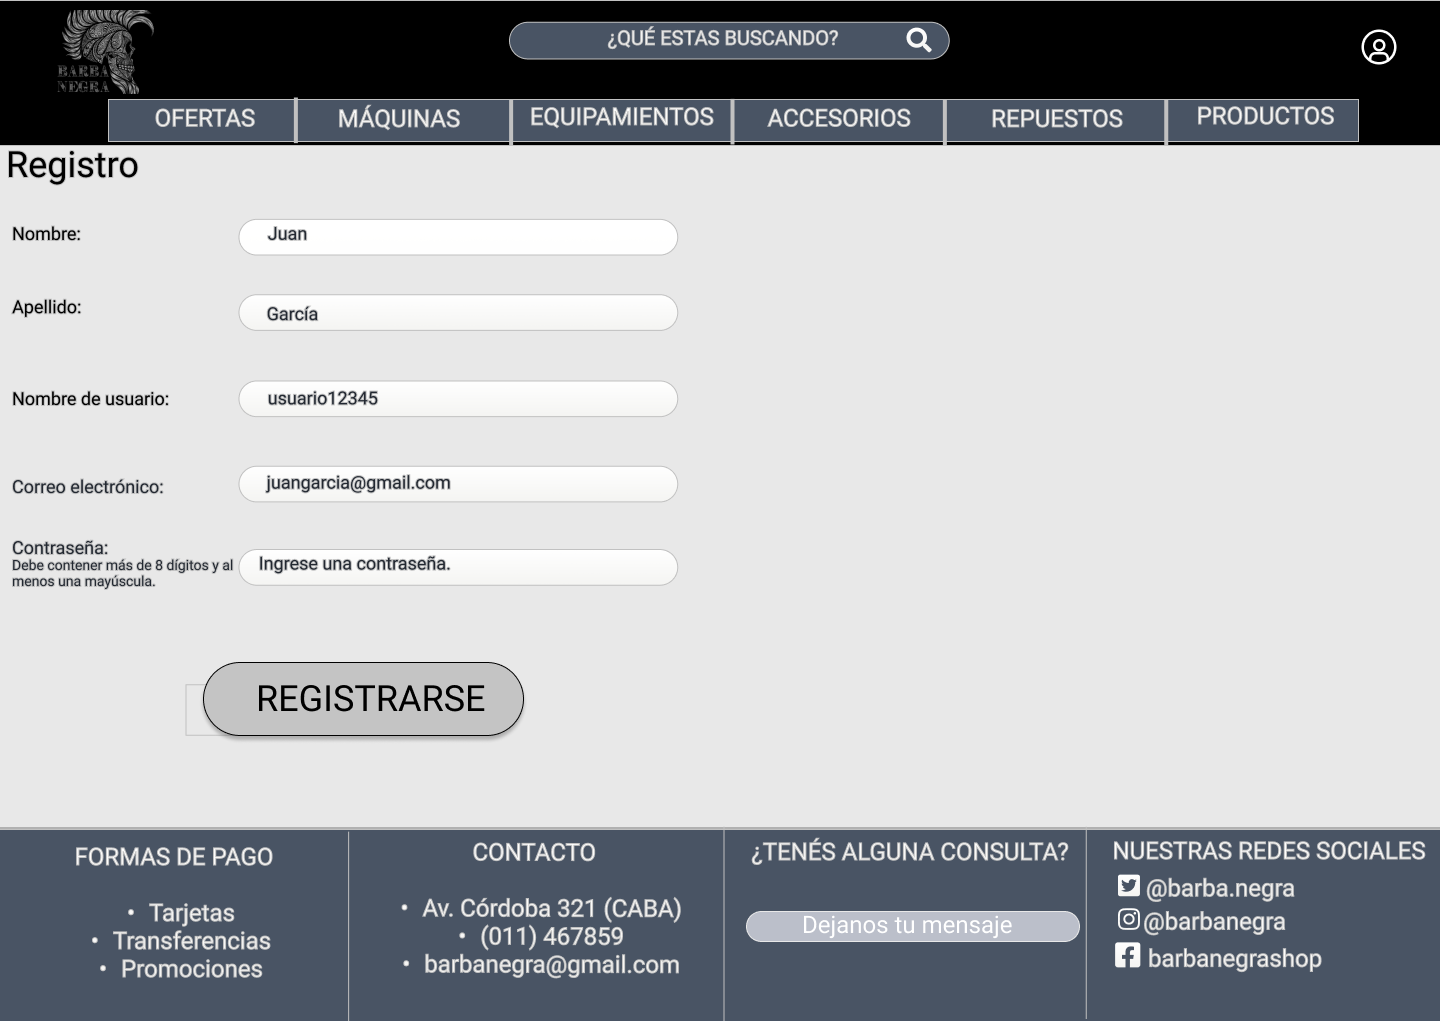 BARBA
NEGRA
¿QUÉ ESTAS BUSCANDO?
OFERTAS
MÁQUINAS
EQUIPAMIENTOS
ACCESORIOS
REPUESTOS
PRODUCTOS
Registro
Nombre:
Juan
Apellido:
García
Nombre de usuario:
usuario12345
Correo electrónico:
juangarcia@gmail.com
Contraseña:
Debe contener más de 8 dígitos y al
menos una mayúscula.
Ingrese una contraseña.
REGISTRARSE
FORMAS DE PAGO
• Tarjetas
• Transferencias
• Promociones
CONTACTO
• Av. Córdoba 321 (CABA)
• (011) 467859
• barbanegra@gmail.com
¿TENÉS ALGUNA CONSULTA?
Dejanos tu mensaje
NUESTRAS REDES SOCIALES
@barba.negra
@barbanegra
barbanegrashop